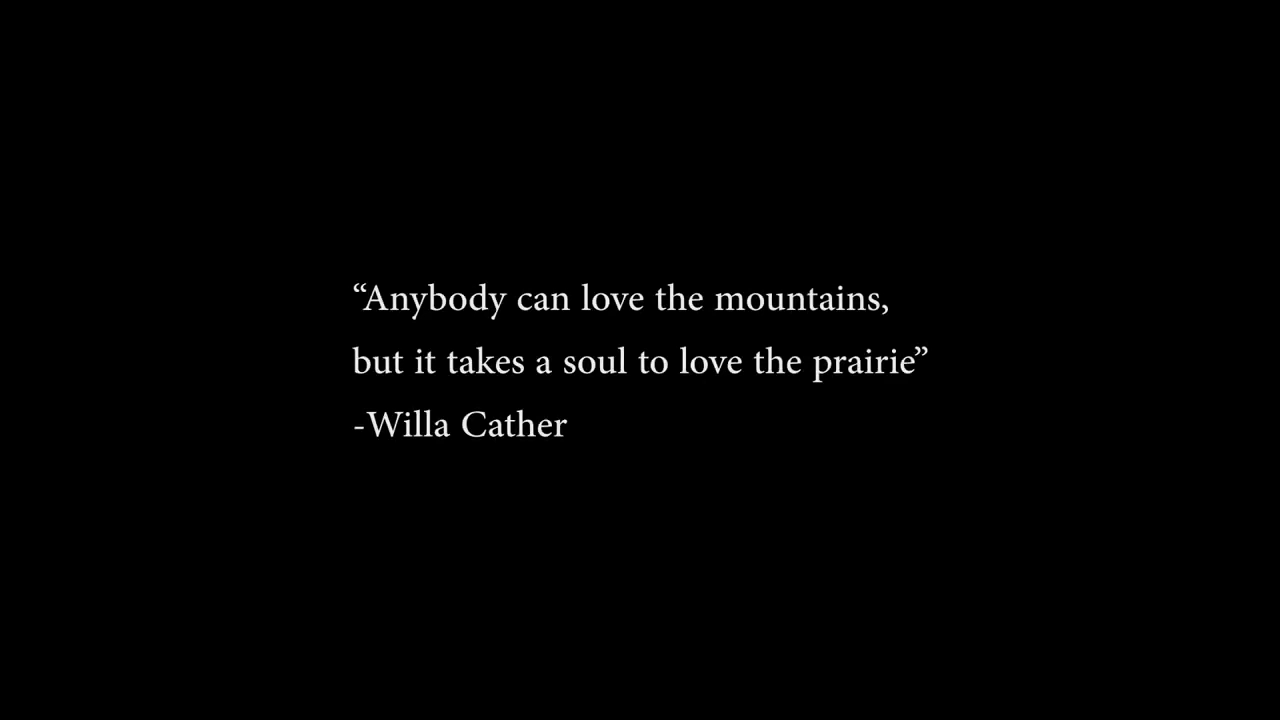 “Anybody can love the mountains,
but it takes a soul to love the prairie”
-Willa Cather